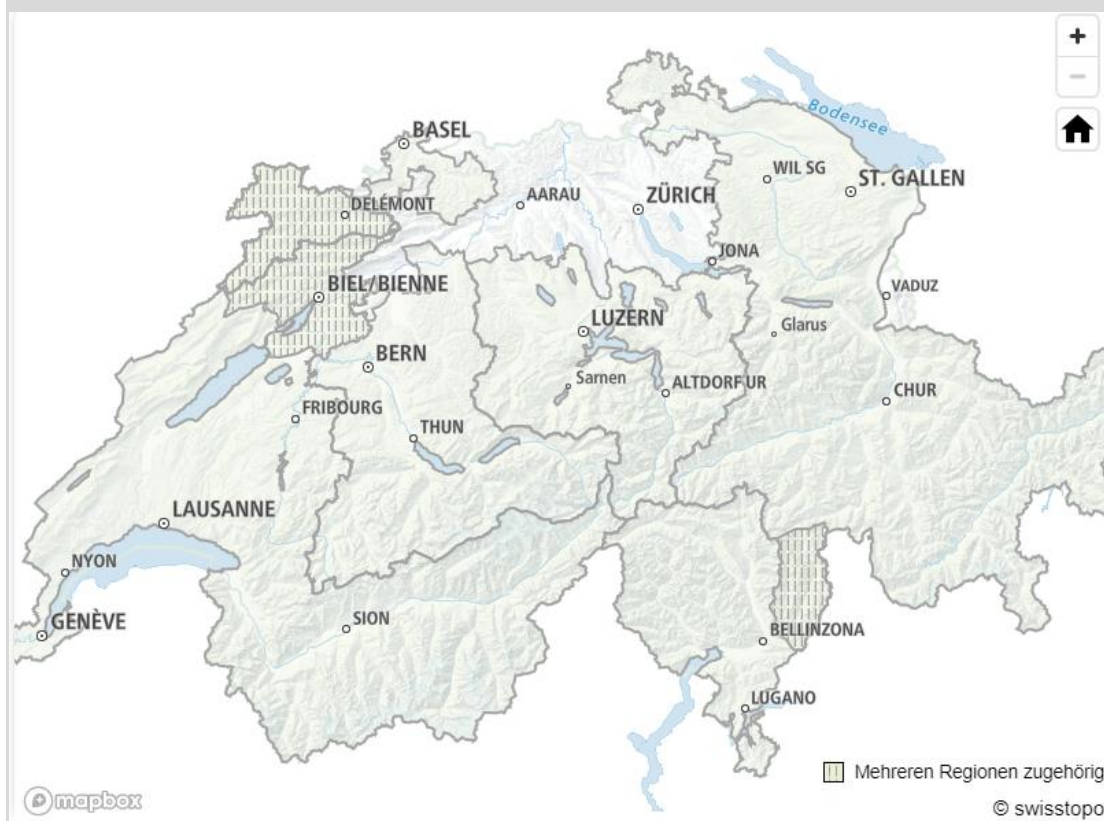 +
−
Bodensee
BASEL
WIL SG
ST. GALLEN
AARAU
ZÜRICH
DELÉMONT
JONA
BIEL/BIENNE
VADUZ
LUZERN
Glarus
BERN
Sarnen
ALTDORF UR
CHUR
FRIBOURG
THUN
LAUSANNE
NYON
SION
GENÈVE
BELLINZONA
LUGANO
Mehreren Regionen zugehörig
mapbox
© swisstopo